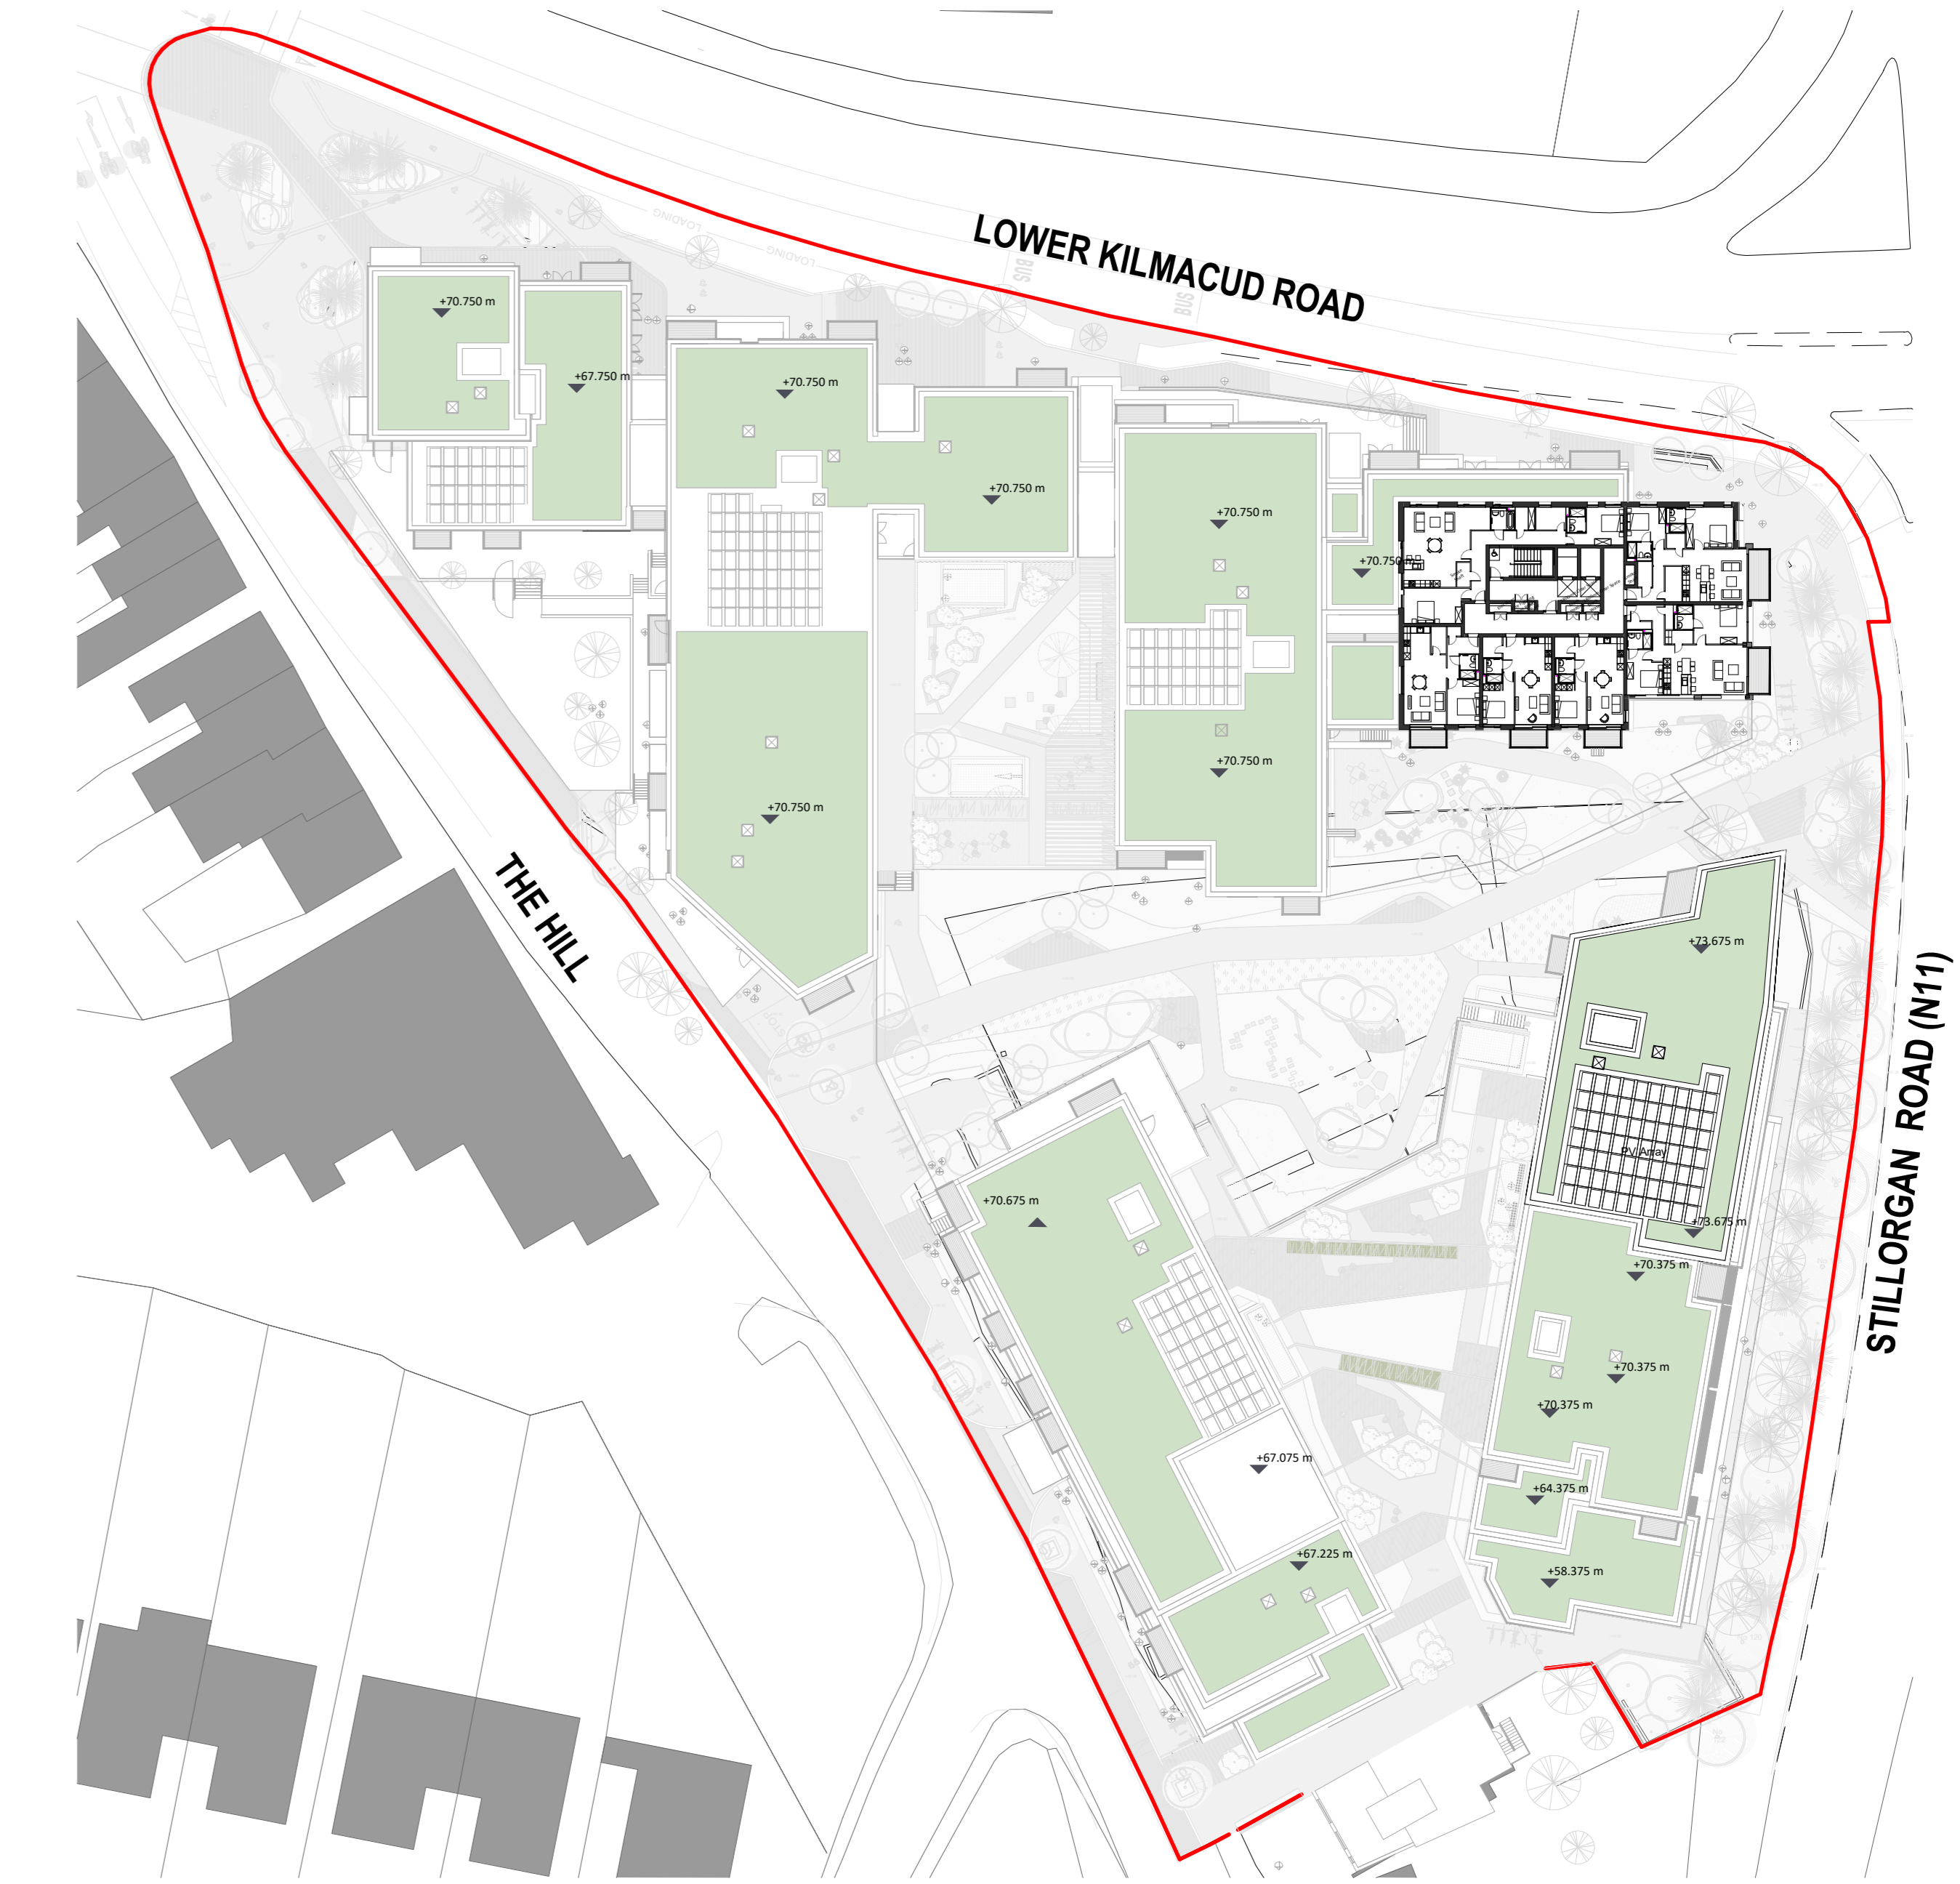 LOADING
LOADING
BUS
BUS
LOWER KILMACUD ROAD
+70.750 m
+67.750 m
+70.750 m
+70.750 m
+70.750 m
+70.750 m
+70.750 m
+70.750 m
THE HILL
+73.675 m
STILLORGAN ROAD (N11)
PV Array
+70.675 m
+73.675 m
+70.375 m
+70.375 m
+70.375 m
+67.075 m
+64.375 m
+67.225 m
+58.375 m